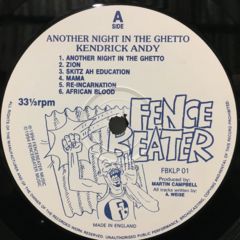 A
SIDE
ANOTHER NIGHT IN THE GHETTO
KENDRICK ANDY
1. ANOTHER NIGHT IN THE GHETTO
2. ZION
3. SKITZ AH EDUCATION
4. MAMA
5. RE-INCARNATION
6. AFRICAN BLOOD
33⅓rpm
FENCE
BEATER
FBKLP 01
Produced by:
MARTIN CAMPBELL
All tracks written by:
A. WEISE
MADE IN ENGLAND